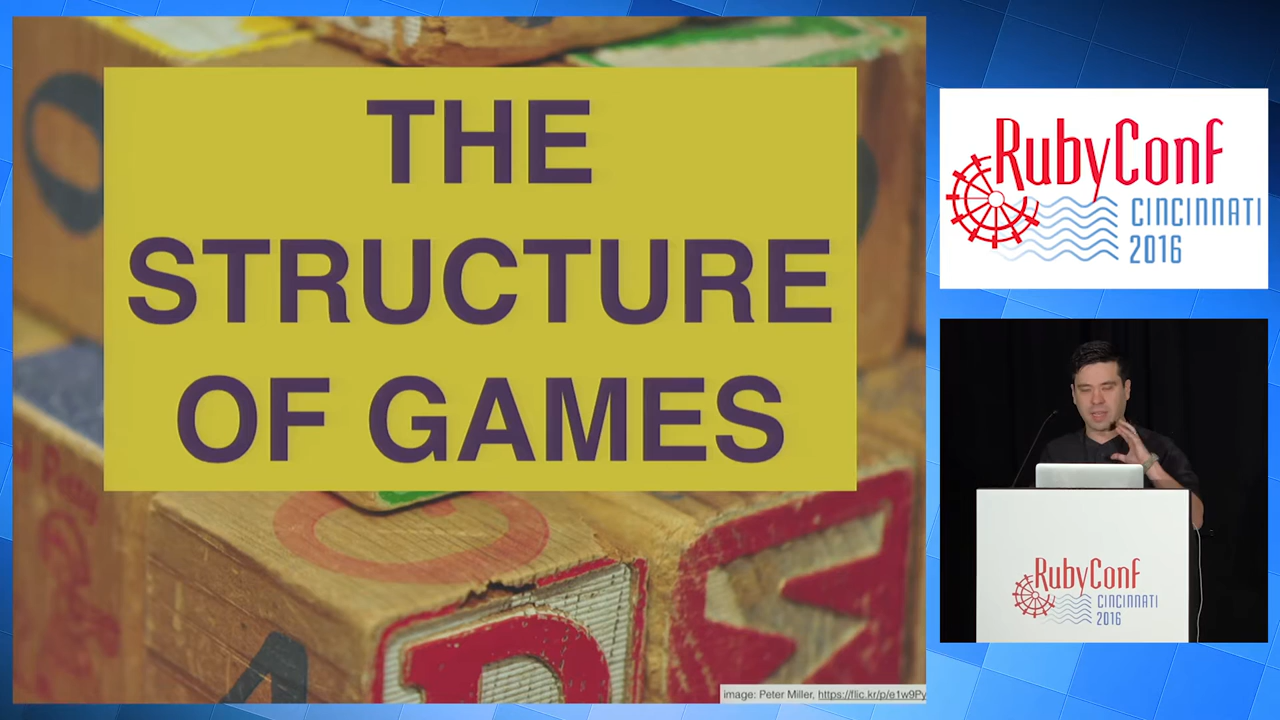 THE
STRUCTURE
OF GAMES
image: Peter Miller, https://flic.kr/p/e1w9Py
RubyConf
CINCINNATI
2016
RubyConf
CINCINNATI
2016